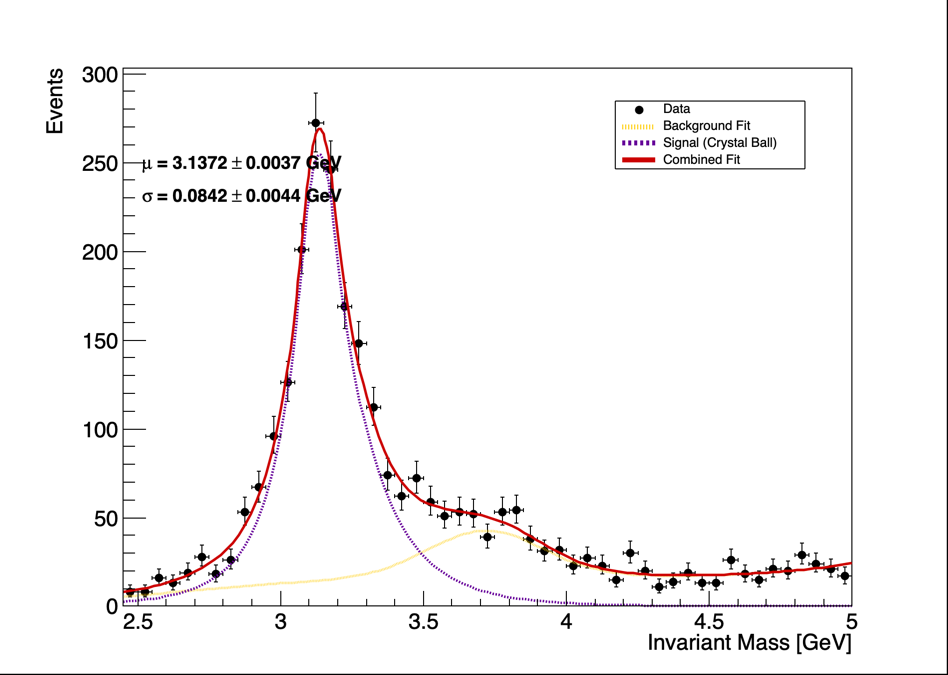 Events
300
250
200
150
100
50
0
μ = 3.1372 ± 0.0037 GeV
σ = 0.0842 ± 0.0044 GeV
Data
Background Fit
Signal (Crystal Ball)
Combined Fit
2.5 3 3.5 4 4.5 5
Invariant Mass [GeV]